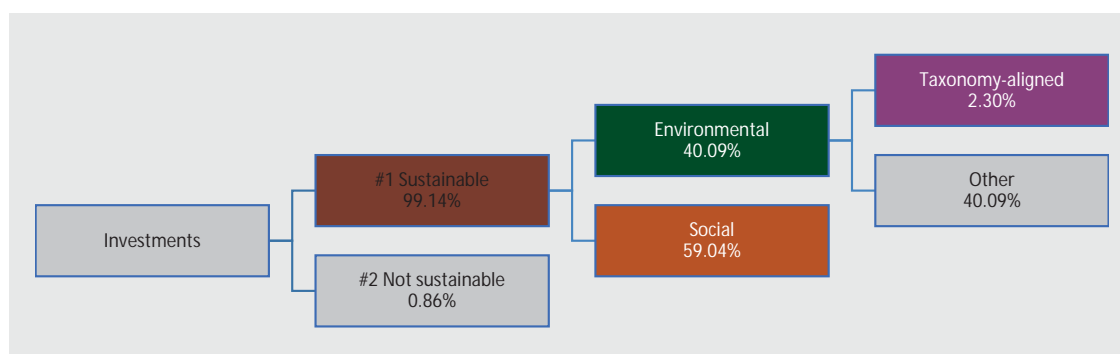 Investments
#1 Sustainable
99.14%
#2 Not sustainable
0.86%
Environmental
40.09%
Social
59.04%
Taxonomy-aligned
2.30%
Other
40.09%